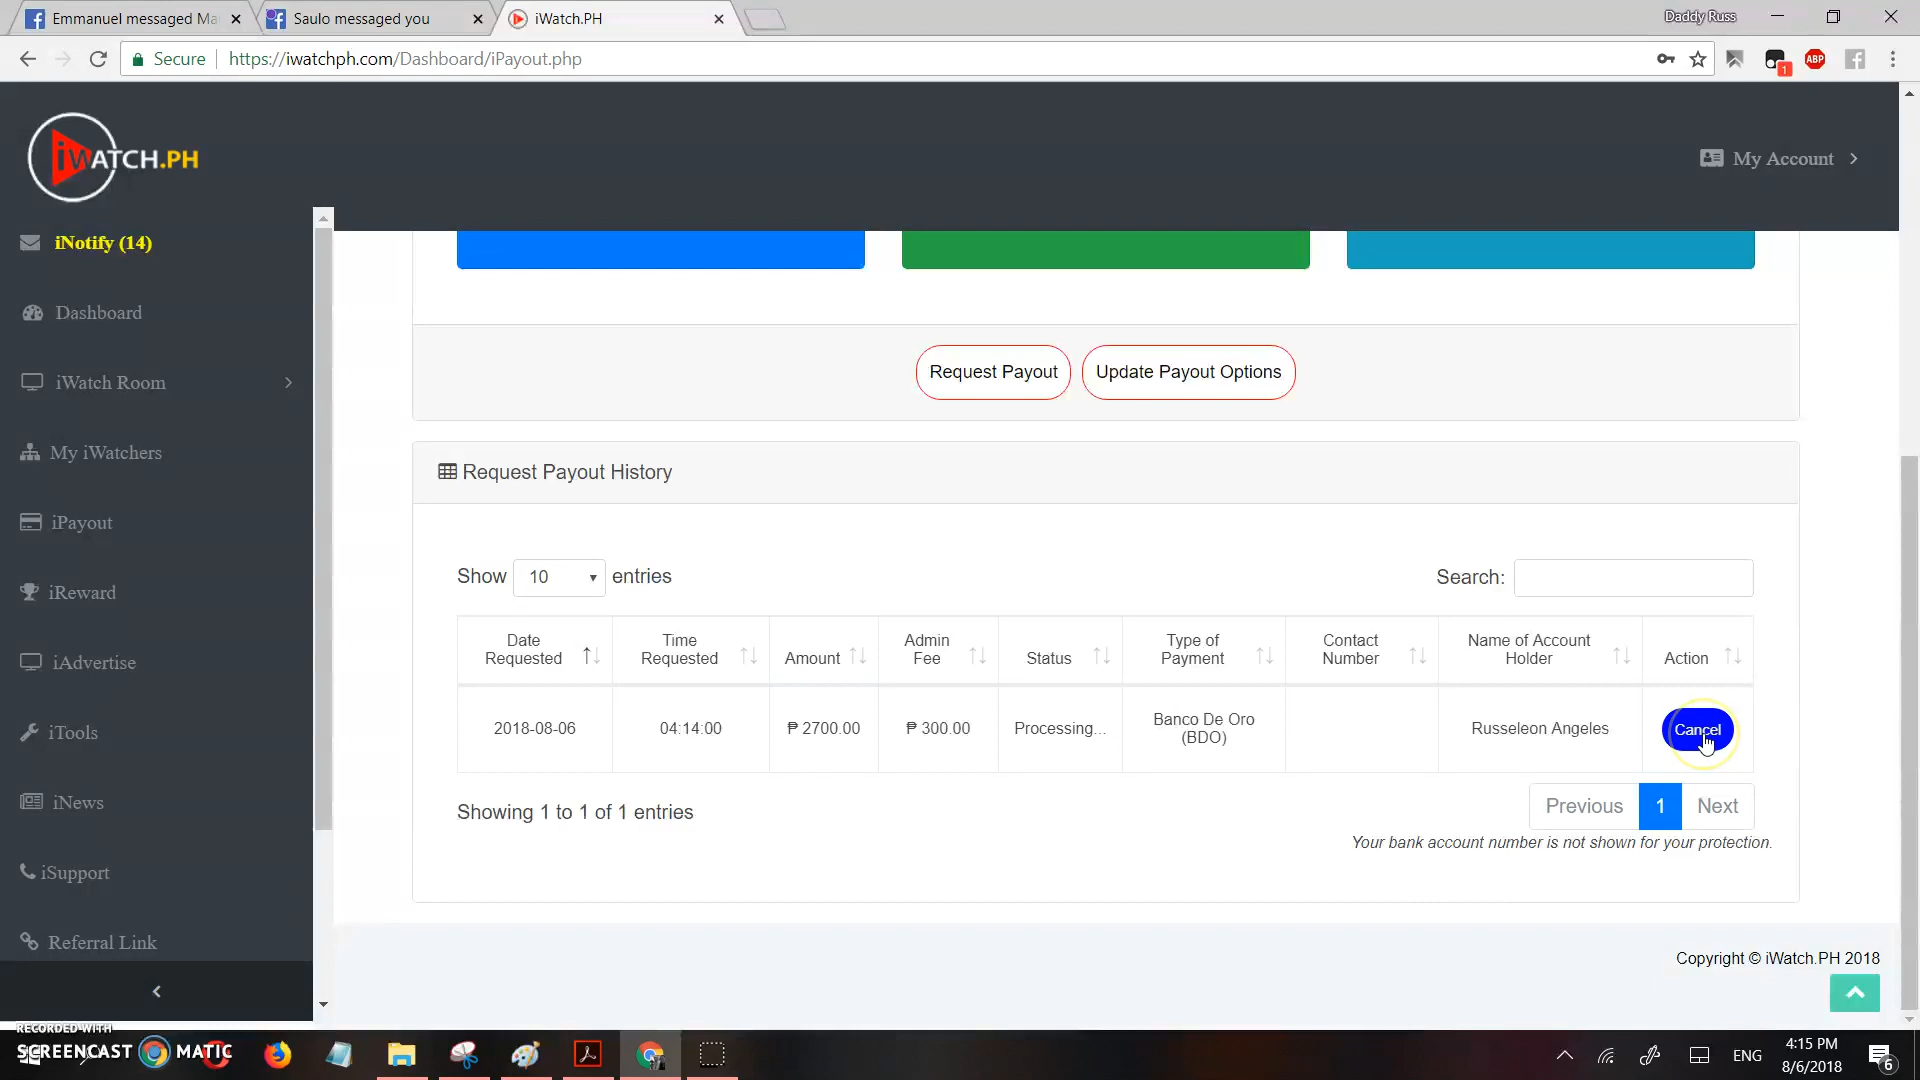 Emmanuel messaged Ma
Saulo messaged you
iWatch.PH
Daddy Russ
Secure
https://iwatchph.com/Dashboard/iPayout.php
1
ABP
iWATCH.PH
My Account
iNotify (14)
Dashboard
iWatch Room
My iWatchers
iPayout
iReward
iAdvertise
iTools
iNews
iSupport
Referral Link
Request Payout
Update Payout Options
Request Payout History
Show 10 entries
Search:
Date Requested
Time Requested
Amount
Admin Fee
Status
Type of Payment
Contact Number
Name of Account Holder
Action
2018-08-06
04:14:00
₱ 2700.00
₱ 300.00
Processing...
Banco De Oro (BDO)
Russeleon Angeles
Cancel
Showing 1 to 1 of 1 entries
Previous
1
Next
Your bank account number is not shown for your protection.
Copyright © iWatch.PH 2018
RECORDED WITH
SCREENCAST MATIC
ENG
4:15 PM
8/6/2018
6